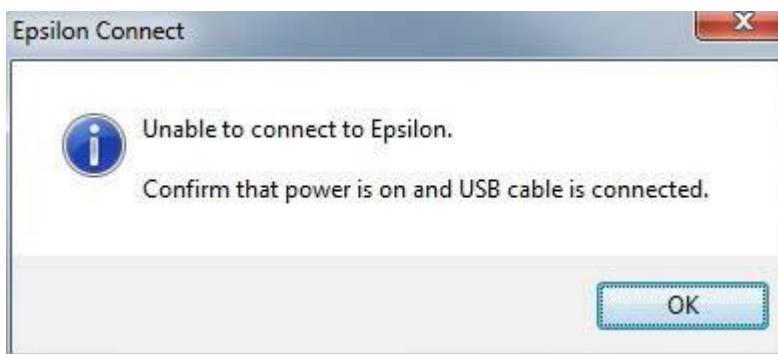 Epsilon Connect
Unable to connect to Epsilon.
Confirm that power is on and USB cable is connected.
OK